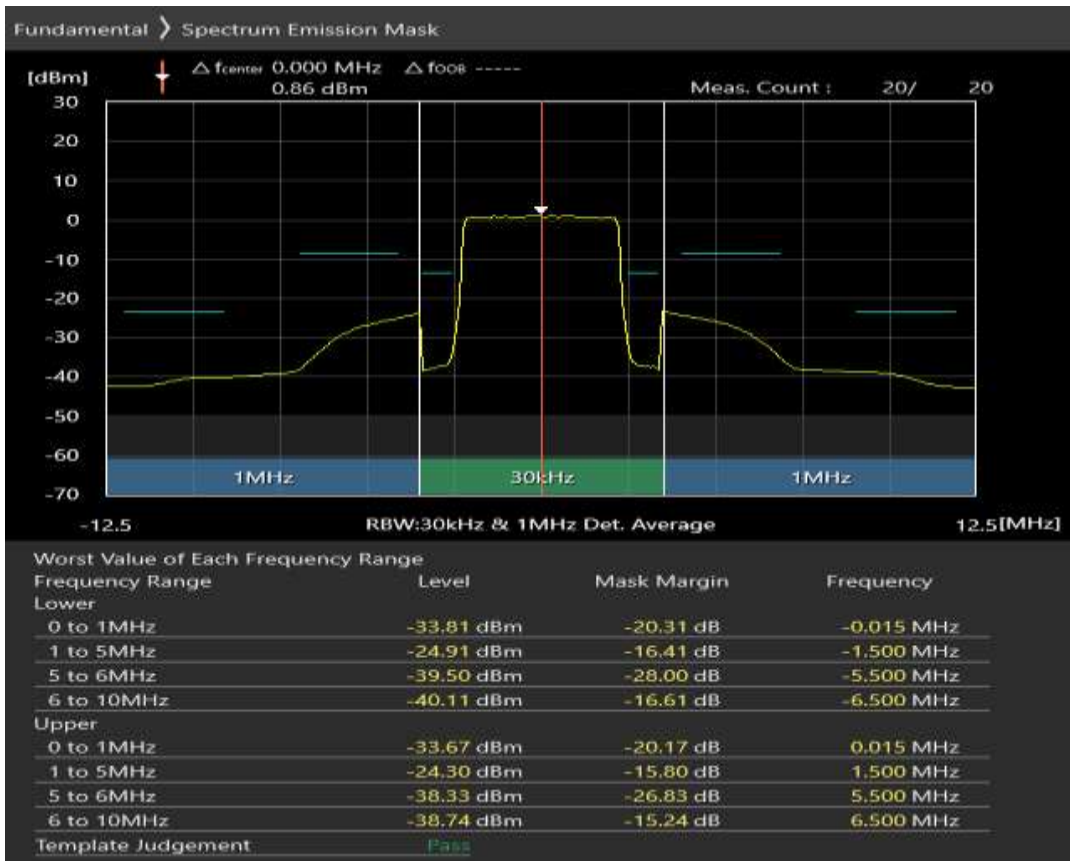 Fundamental ❯ Spectrum Emission Mask
[dBm]
△ fcenter 0.000 MHz △ fOOB -----
0.86 dBm
Meas. Count : 20/ 20
30
20
10
0
-10
-20
-30
-40
-50
-60
-70
1MHz 30kHz 1MHz
-12.5 RBW:30kHz & 1MHz Det. Average 12.5[MHz]
Worst Value of Each Frequency Range
Frequency Range Level Mask Margin Frequency
Lower
0 to 1MHz -33.81 dBm -20.31 dB -0.015 MHz
1 to 5MHz -24.91 dBm -16.41 dB -1.500 MHz
5 to 6MHz -39.50 dBm -28.00 dB -5.500 MHz
6 to 10MHz -40.11 dBm -16.61 dB -6.500 MHz
Upper
0 to 1MHz -33.67 dBm -20.17 dB 0.015 MHz
1 to 5MHz -24.30 dBm -15.80 dB 1.500 MHz
5 to 6MHz -38.33 dBm -26.83 dB 5.500 MHz
6 to 10MHz -38.74 dBm -15.24 dB 6.500 MHz
Template Judgement Pass